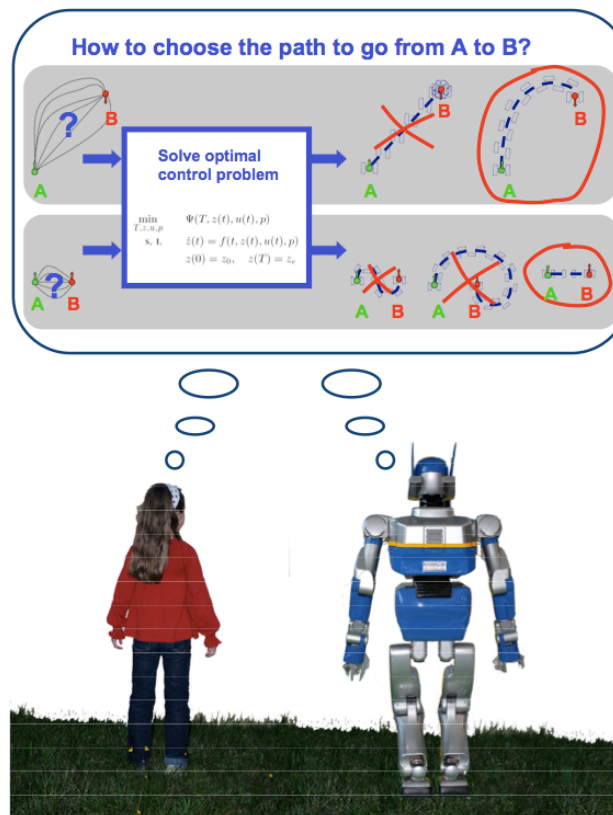 How to choose the path to go from A to B?
?
B
A
Solve optimal
control problem
min Ψ(T, z(t), u(t), p)
T,z,u,p
s. t. ż(t) = f(t, z(t), u(t), p)
z(0) = z₀, z(T) = zₑ
B
A
B
A
?
A B
A B
A B
A B